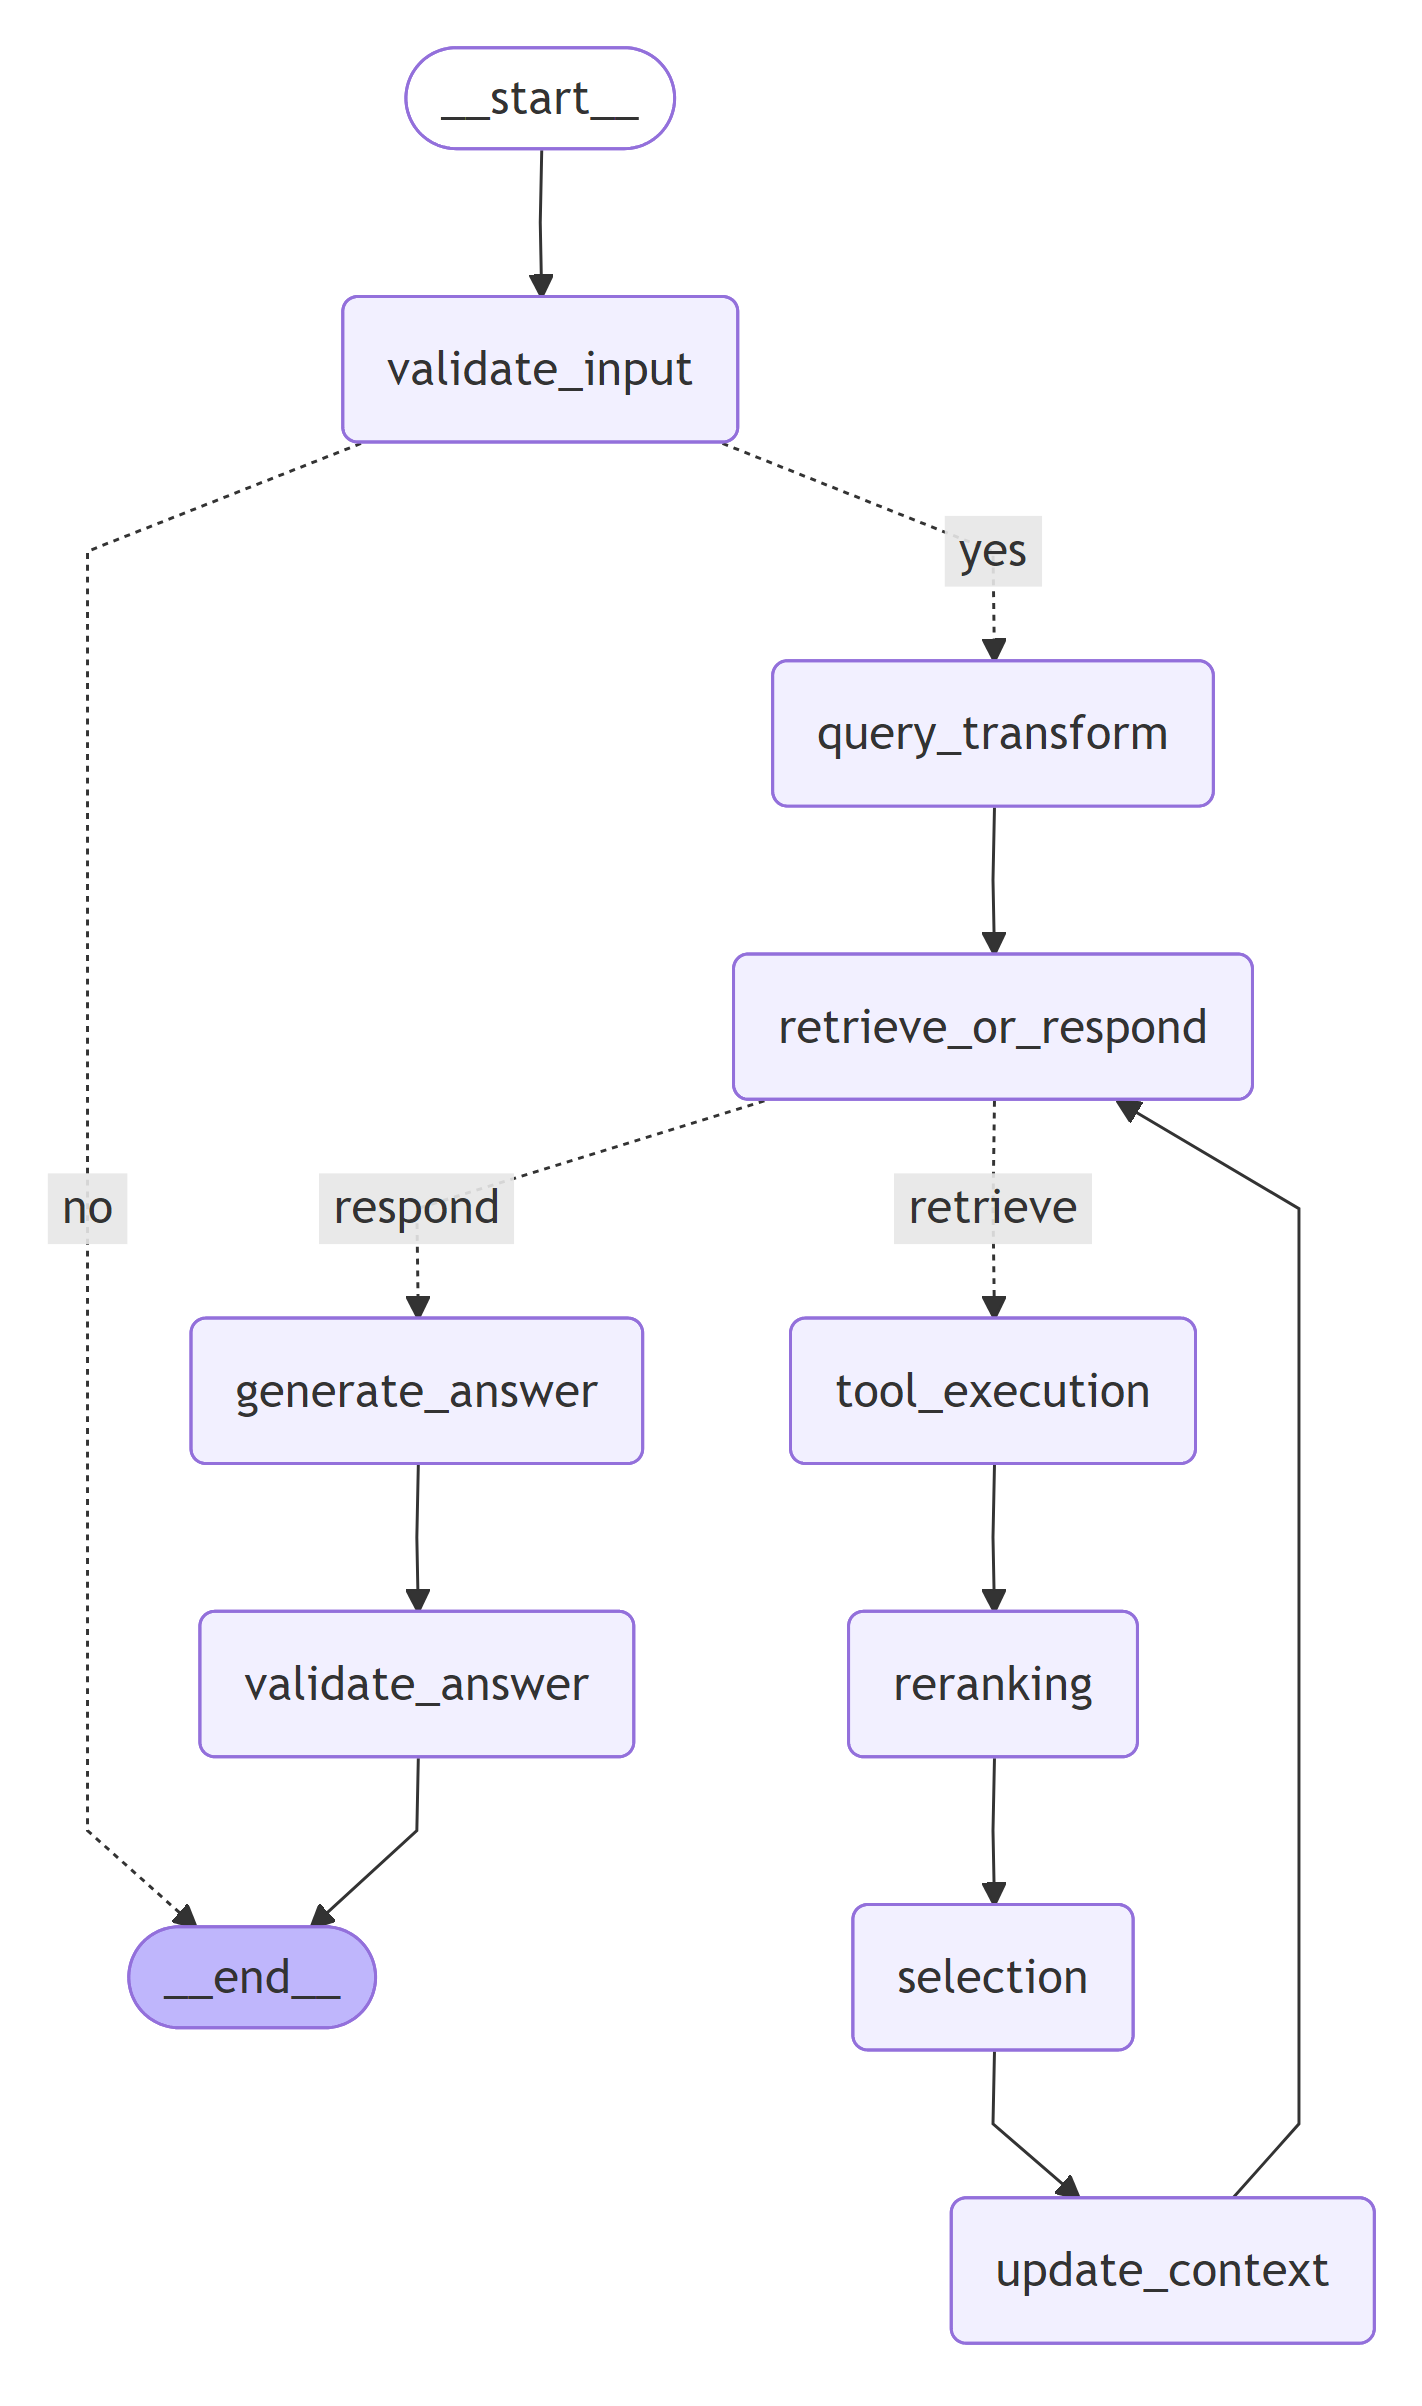 __start__
validate_input
yes
query_transform
retrieve_or_respond
no
respond
retrieve
generate_answer
tool_execution
validate_answer
reranking
__end__
selection
update_context